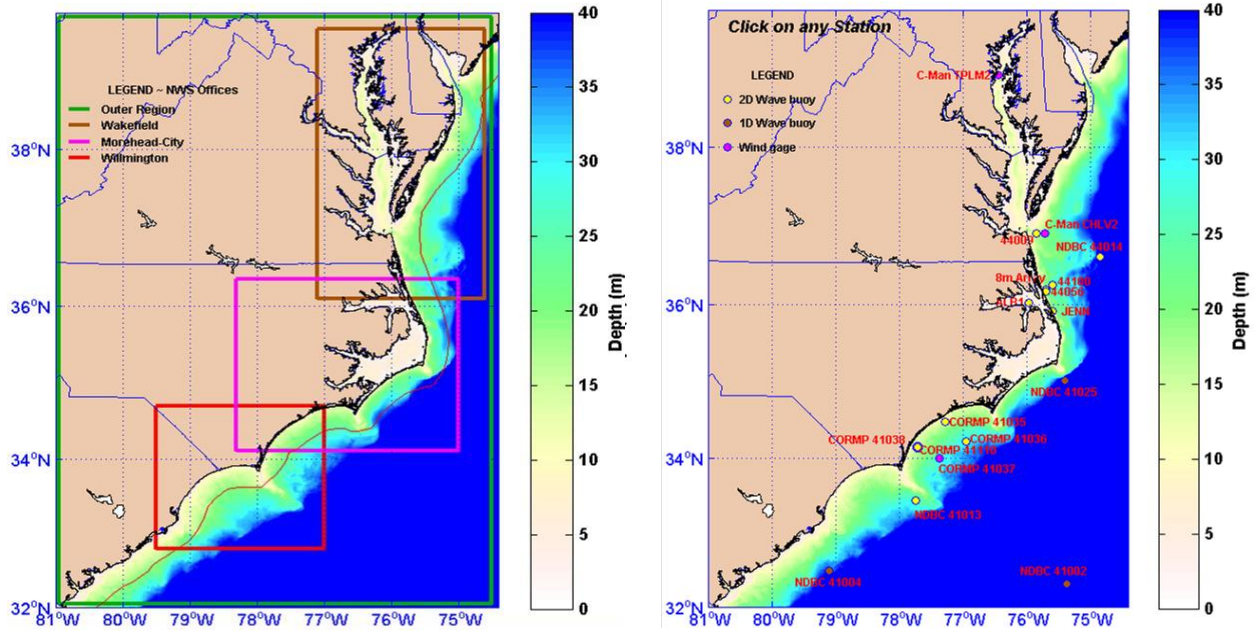 LEGEND ~ NWS Offices
Outer Region
Wakefield
Morehead-City
Willmington
38°N
36°N
34°N
32°N
81°W
80°W
79°W
78°W
77°W
76°W
75°W
40
35
30
25
20
15
10
5
0
Depth (m)
Click on any Station
LEGEND
2D Wave buoy
1D Wave buoy
Wind gage
C-Man TPLM2
C-Man CHLV2
44009
NDBC 44014
8m Array
44100
44056
JENN
NDBC 41025
CORMP 41035
CORMP 41038
CORMP 41036
CORMP 41110
CORMP 41037
NDBC 41013
NDBC 41004
NDBC 41002
38°N
36°N
34°N
32°N
81°W
80°W
79°W
78°W
77°W
76°W
75°W
40
35
30
25
20
15
10
5
0
Depth (m)